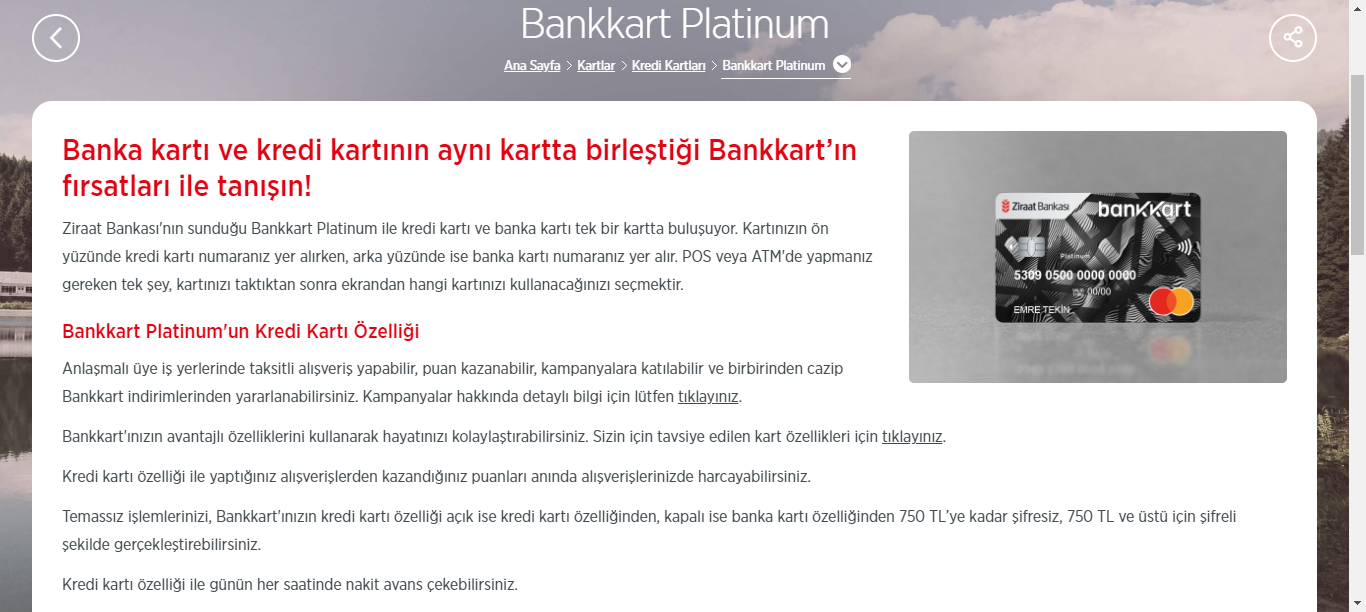 Bankkart Platinum
Ana Sayfa > Kartlar > Kredi Kartları > Bankkart Platinum
Banka kartı ve kredi kartının aynı kartta birleştiği Bankkart’ın
fırsatları ile tanışın!
Ziraat Bankası'nın sunduğu Bankkart Platinum ile kredi kartı ve banka kartı tek bir kartta buluşuyor. Kartınızın ön
yüzünde kredi kartı numaranız yer alırken, arka yüzünde ise banka kartı numaranız yer alır. POS veya ATM'de yapmanız
gereken tek şey, kartınızı taktıktan sonra ekrandan hangi kartınızı kullanacağınızı seçmektir.
Ziraat Bankası
bankkart
Platinum
5309 0500 0000 0000
00/00
EMRE TEKİN
Bankkart Platinum'un Kredi Kartı Özelliği
Anlaşmalı üye iş yerlerinde taksitli alışveriş yapabilir, puan kazanabilir, kampanyalara katılabilir ve birbirinden cazip
Bankkart indirimlerinden yararlanabilirsiniz. Kampanyalar hakkında detaylı bilgi için lütfen tıklayınız.
Bankkart'ınızın avantajlı özelliklerini kullanarak hayatınızı kolaylaştırabilirsiniz. Sizin için tavsiye edilen kart özellikleri için tıklayınız.
Kredi kartı özelliği ile yaptığınız alışverişlerden kazandığınız puanları anında alışverişlerinizde harcayabilirsiniz.
Temassız işlemlerinizi, Bankkart'ınızın kredi kartı özelliği açık ise kredi kartı özelliğinden, kapalı ise banka kartı özelliğinden 750 TL’ye kadar şifresiz, 750 TL ve üstü için şifreli
şekilde gerçekleştirebilirsiniz.
Kredi kartı özelliği ile günün her saatinde nakit avans çekebilirsiniz.